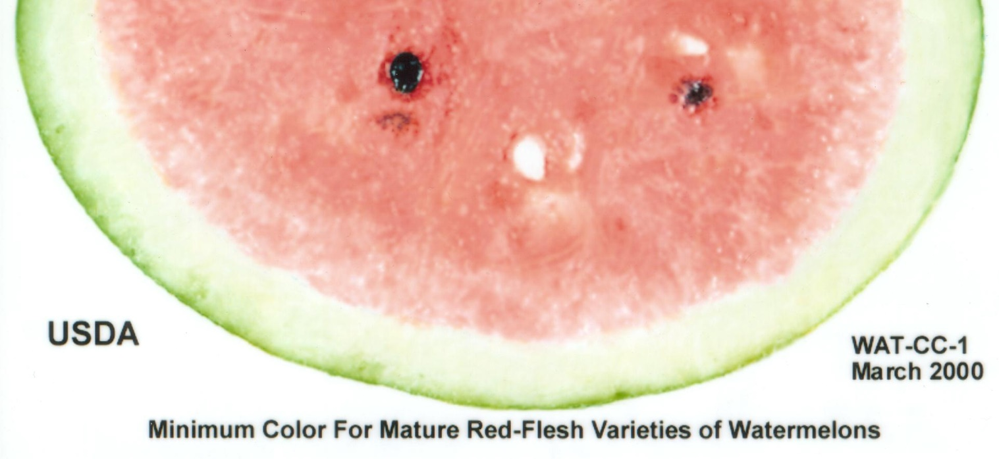 USDA
WAT-CC-1
March 2000
Minimum Color For Mature Red-Flesh Varieties of Watermelons